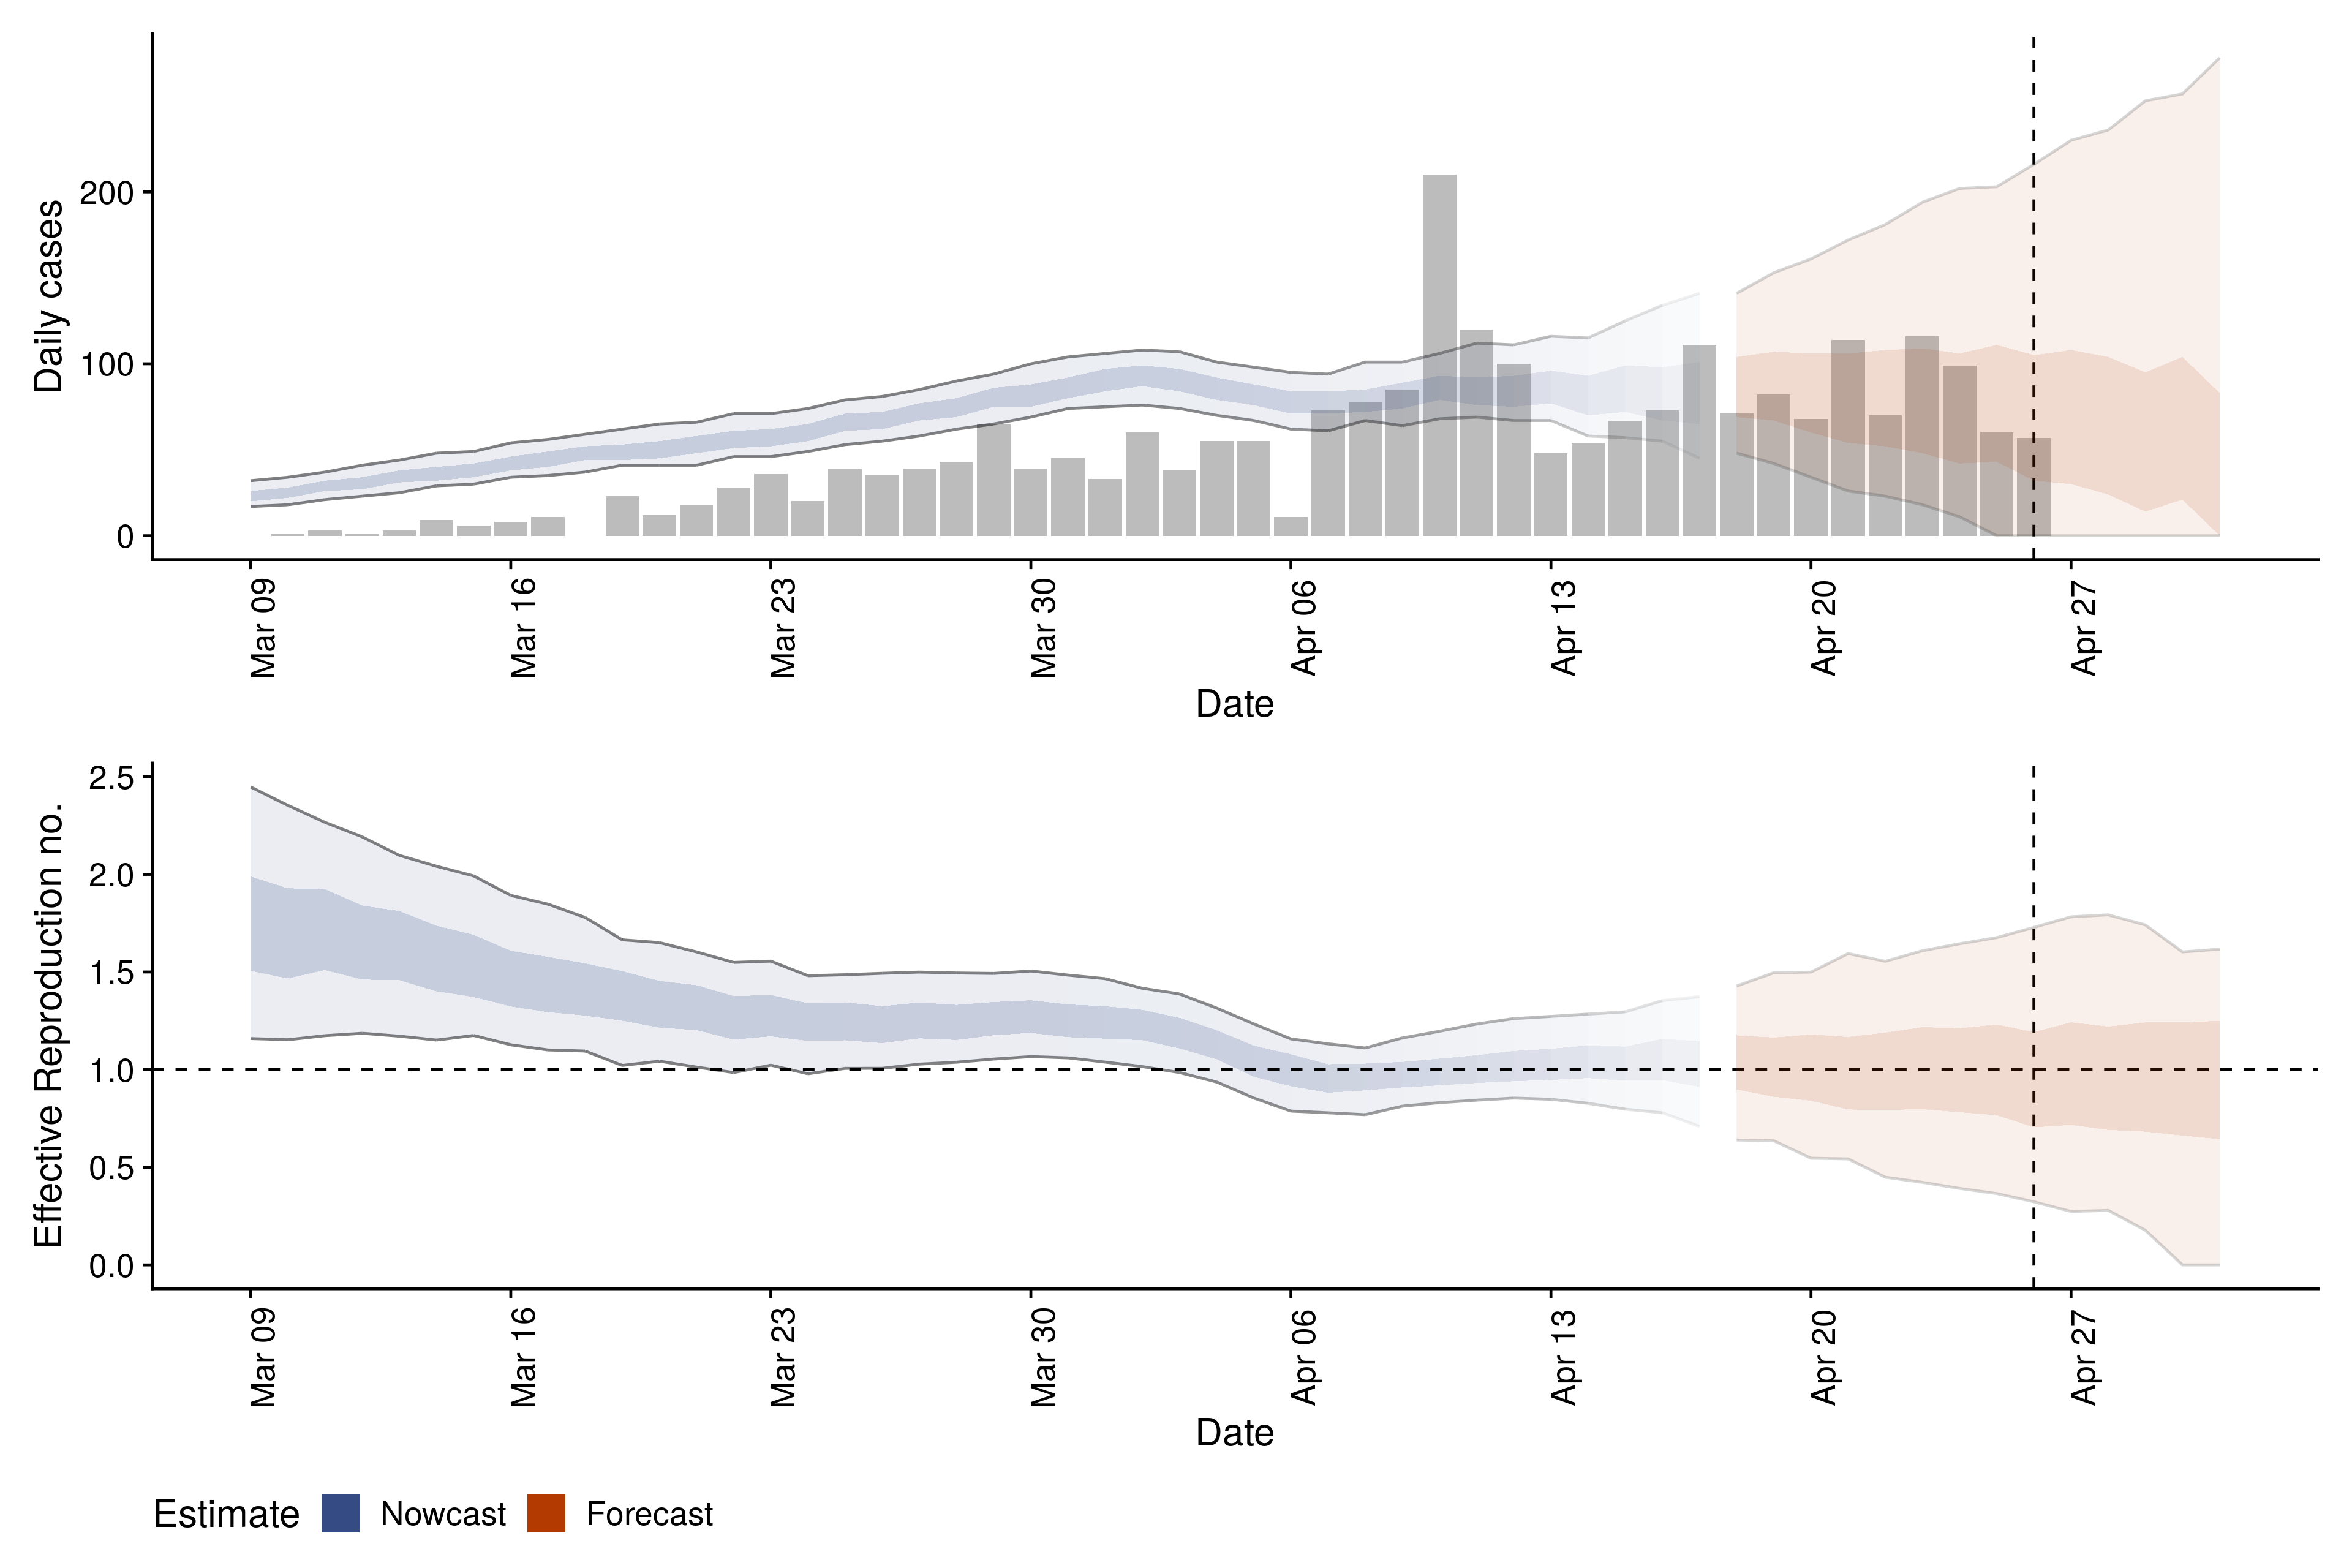 Daily cases
200
100
0
Mar 09
Mar 16
Mar 23
Mar 30
Apr 06
Apr 13
Apr 20
Apr 27
Date
Effective Reproduction no.
2.5
2.0
1.5
1.0
0.5
0.0
Mar 09
Mar 16
Mar 23
Mar 30
Apr 06
Apr 13
Apr 20
Apr 27
Date
Estimate Nowcast Forecast